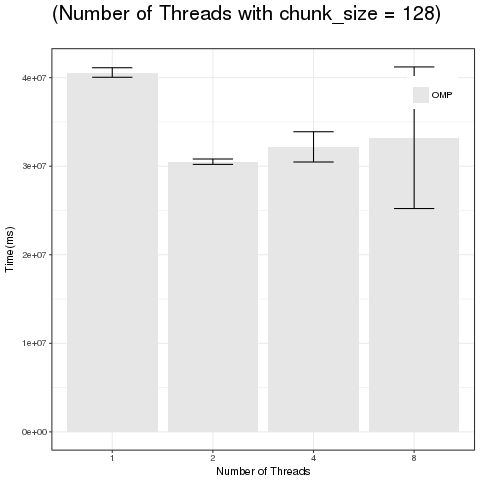 (Number of Threads with chunk_size = 128)
4e+07
3e+07
2e+07
1e+07
0e+00
Time(ms)
OMP
1 2 4 8
Number of Threads